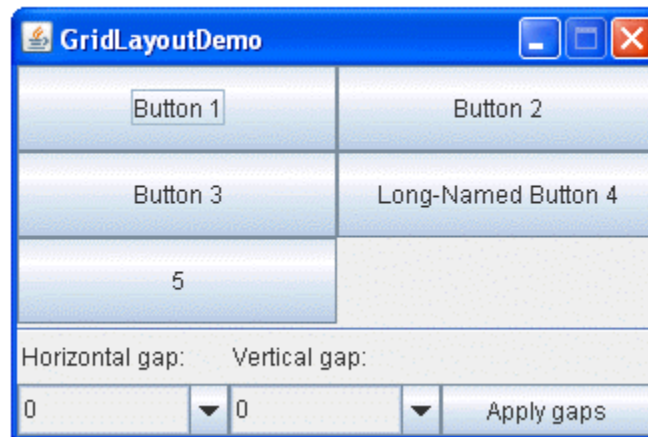 GridLayoutDemo
Button 1 Button 2
Button 3 Long-Named Button 4
5
Horizontal gap: Vertical gap:
0 0 Apply gaps